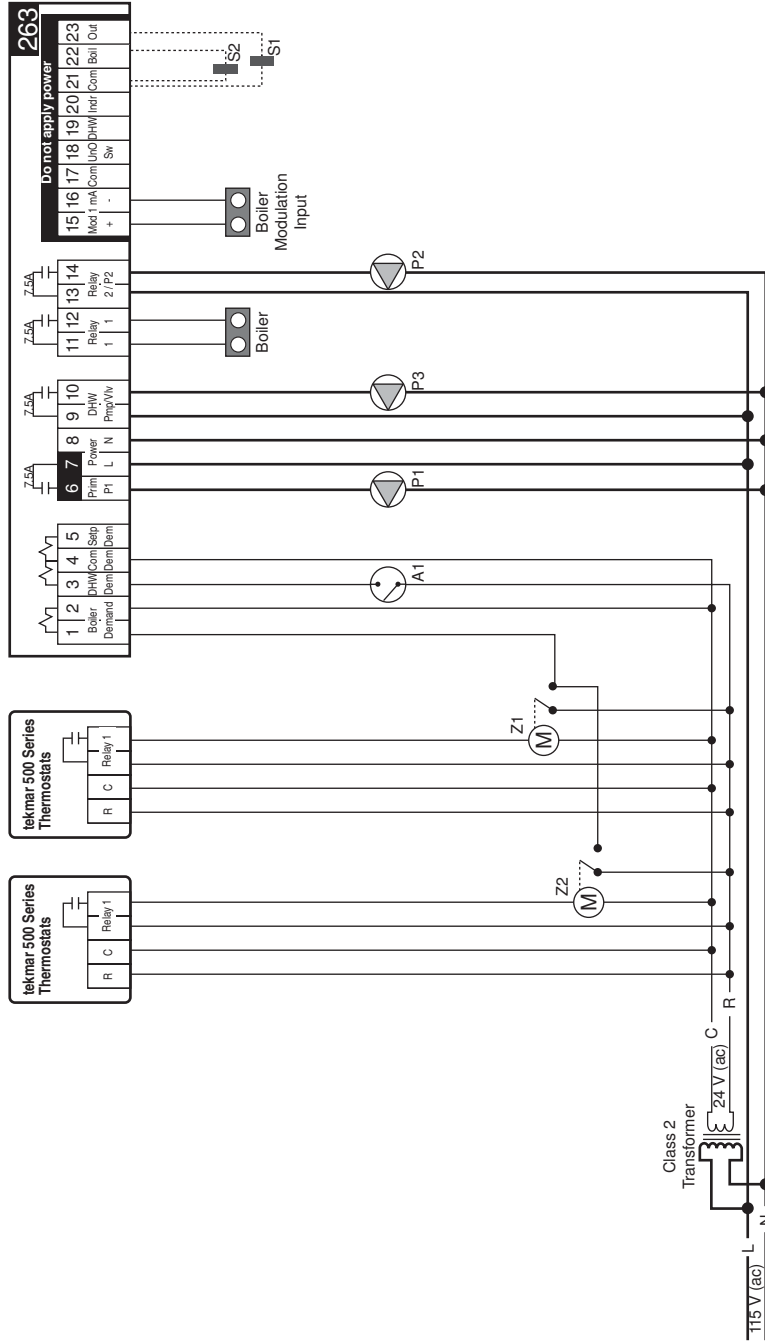 263
Do not apply power
1 2 3 4 5 6 7 8 9 10 11 12 13 14 15 16 17 18 19 20 21 22 23
Boiler DHW Com Setp Prim Power DHW Relay Relay Mod 1 mA Com UnO DHW Indr Com Boil Out
Demand Dem Dem Dem P1 L N Pmp/Vlv 1 1 2 / P2 + - Sw
7.5A 7.5A 7.5A 7.5A
tekmar 500 Series
Thermostats
R C Relay 1
tekmar 500 Series
Thermostats
R C Relay 1
S2
S1
Boiler
Modulation
Input
Boiler
A1
P1
P3
P2
Z2
M
Z1
M
Class 2
Transformer
24 V (ac)
C
R
115 V (ac)
L
N